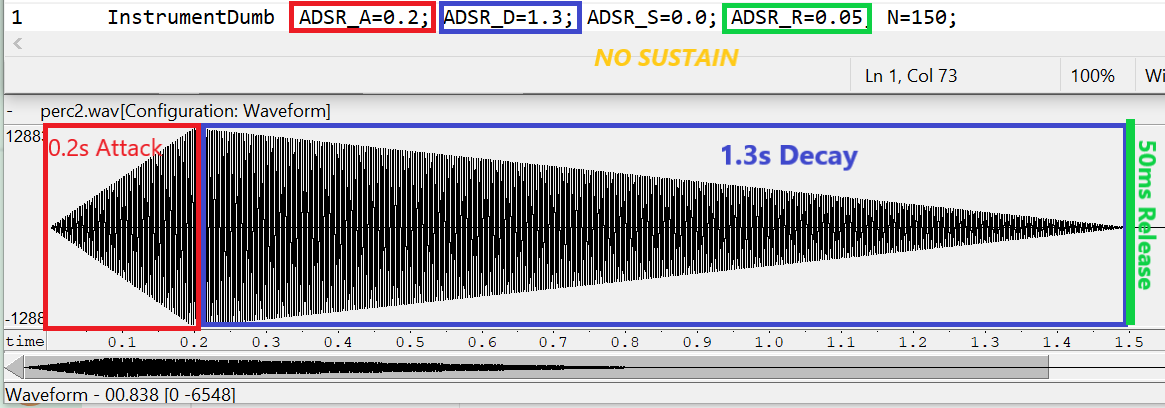 1 InstrumentDumb ADSR_A=0.2; ADSR_D=1.3; ADSR_S=0.0; ADSR_R=0.05 N=150;
NO SUSTAIN
Ln 1, Col 73 100% Wi
- perc2.wav[Configuration: Waveform]
1288
0.2s Attack
1.3s Decay
50ms Release
-1288
time 0.1 0.2 0.3 0.4 0.5 0.6 0.7 0.8 0.9 1.0 1.1 1.2 1.3 1.4 1.5
Waveform - 00.838 [0 -6548]